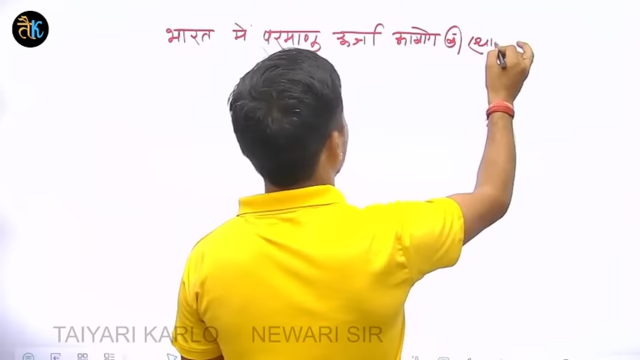 तैK
भारत में परमाणु ऊर्जा आयोग की स्था
TAIYARI KARLO NEWARI SIR